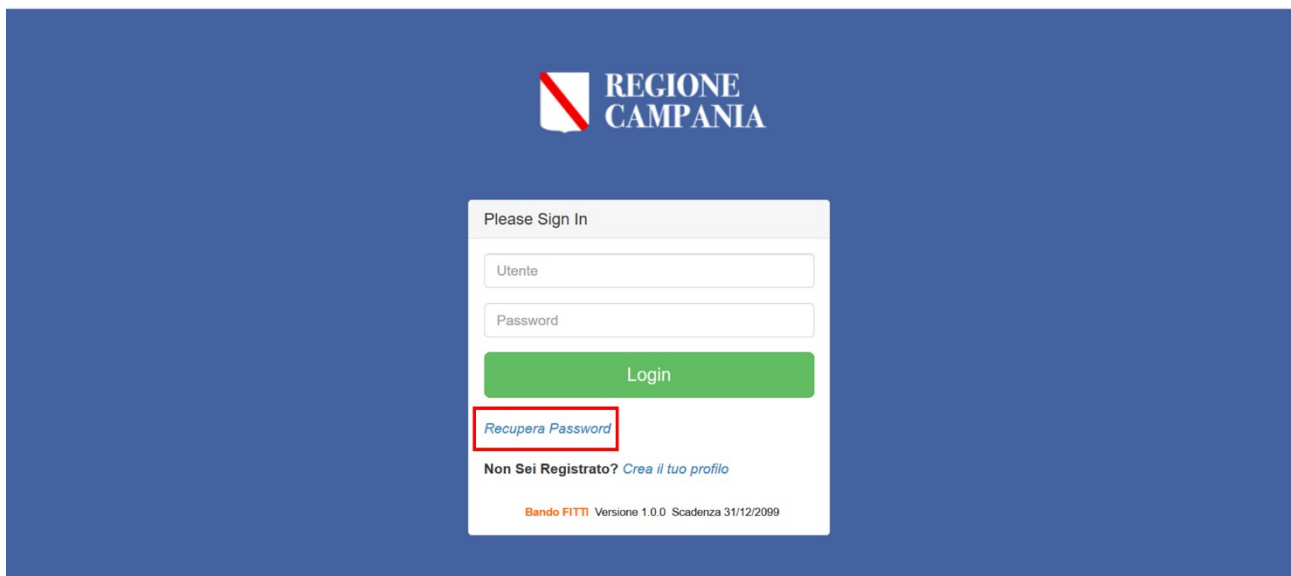 REGIONE
CAMPANIA
Please Sign In
Utente
Password
Login
Recupera Password
Non Sei Registrato? Crea il tuo profilo
Bando FITTI Versione 1.0.0 Scadenza 31/12/2099